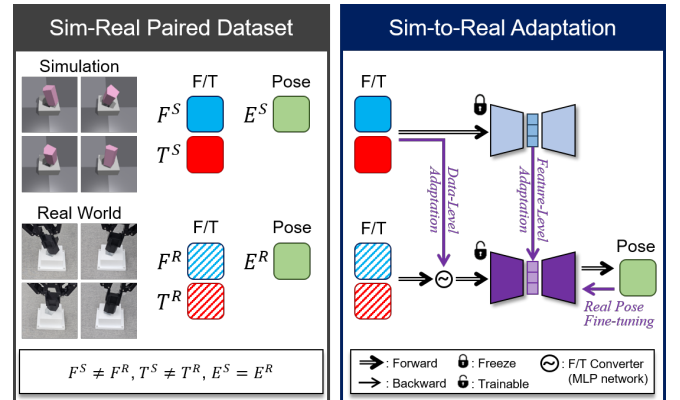 Sim-Real Paired Dataset
Simulation
F/T
Pose
F^S
E^S
T^S
Real World
F/T
Pose
F^R
E^R
T^R
F^S ≠ F^R, T^S ≠ T^R, E^S = E^R
Sim-to-Real Adaptation
F/T
Data-Level
Adaptation
Feature-Level
Adaptation
F/T
Pose
Real Pose
Fine-tuning
: Forward
: Freeze
: F/T Converter
(MLP network)
: Backward
: Trainable